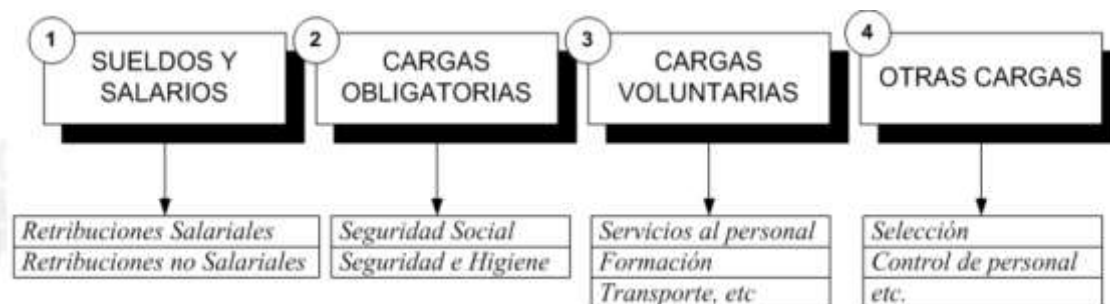 1
SUELDOS Y
SALARIOS
2
CARGAS
OBLIGATORIAS
3
CARGAS
VOLUNTARIAS
4
OTRAS CARGAS
Retribuciones Salariales
Retribuciones no Salariales
Seguridad Social
Seguridad e Higiene
Servicios al personal
Formación
Transporte, etc
Selección
Control de personal
etc.